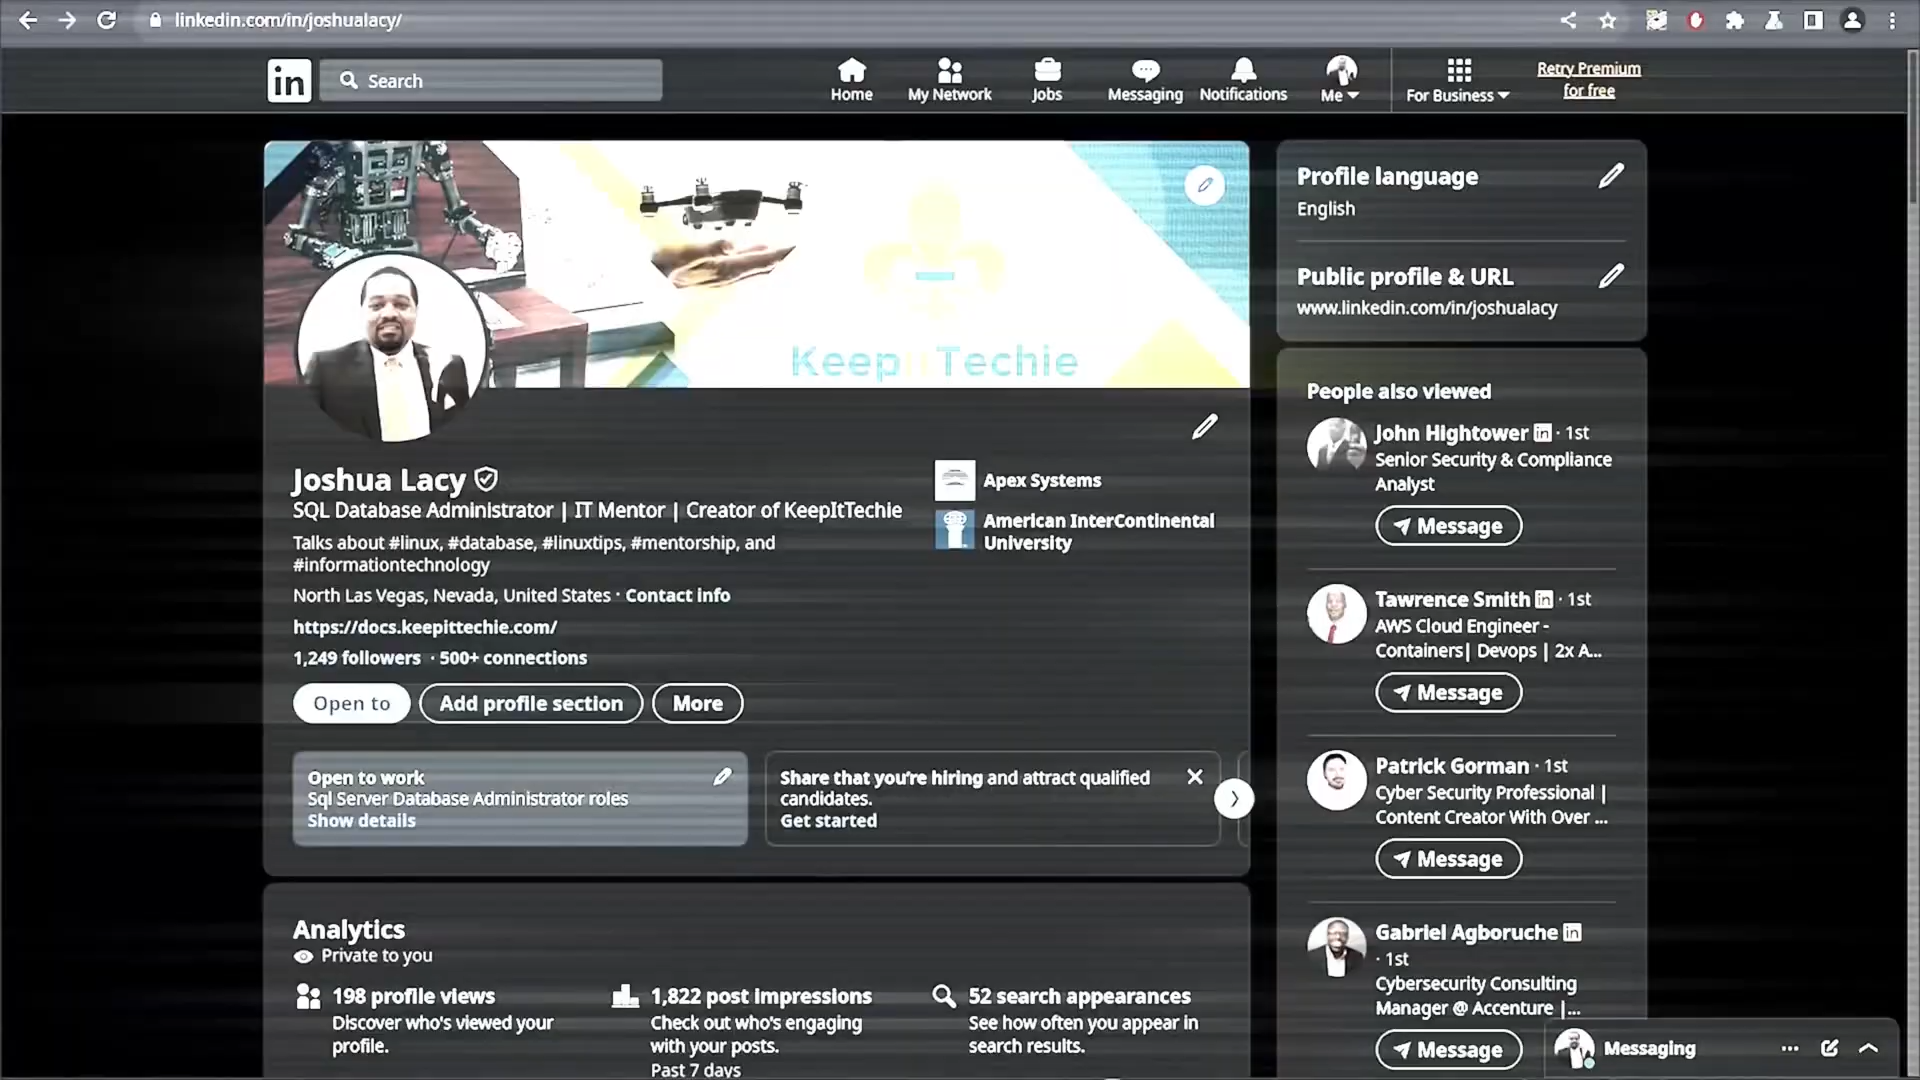 linkedin.com/in/joshualacy/
in
Search
Home
My Network
Jobs
Messaging
Notifications
Me
For Business
Retry Premium
for free
Keep
Techie
Joshua Lacy
SQL Database Administrator | IT Mentor | Creator of KeepItTechie
Talks about #linux, #database, #linuxtips, #mentorship, and
#informationtechnology
North Las Vegas, Nevada, United States · Contact info
https://docs.keepittechie.com/
1,249 followers · 500+ connections
Apex Systems
American InterContinental
University
Open to
Add profile section
More
Open to work
Sql Server Database Administrator roles
Show details
Share that you're hiring and attract qualified
candidates.
Get started
Analytics
Private to you
198 profile views
Discover who's viewed your
profile.
1,822 post impressions
Check out who's engaging
with your posts.
Past 7 days
52 search appearances
See how often you appear in
search results.
Profile language
English
Public profile & URL
www.linkedin.com/in/joshualacy
People also viewed
John Hightower in · 1st
Senior Security & Compliance
Analyst
Message
Tawrence Smith in · 1st
AWS Cloud Engineer -
Containers| Devops | 2x A...
Message
Patrick Gorman · 1st
Cyber Security Professional |
Content Creator With Over ...
Message
Gabriel Agboruche in
· 1st
Cybersecurity Consulting
Manager @ Accenture |...
Message
Messaging